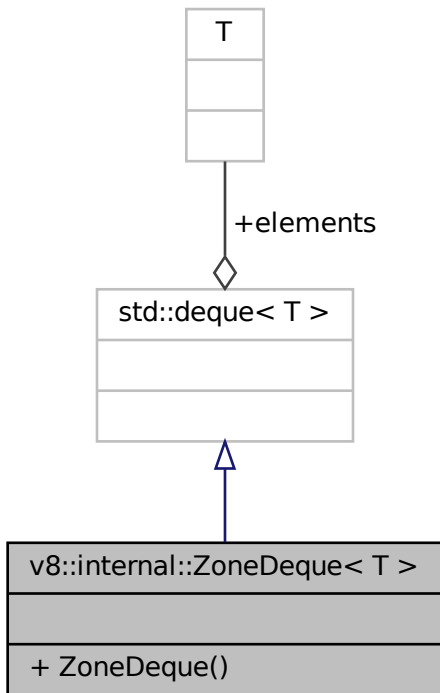 T
+elements
std::deque< T >
v8::internal::ZoneDeque< T >
+ ZoneDeque()